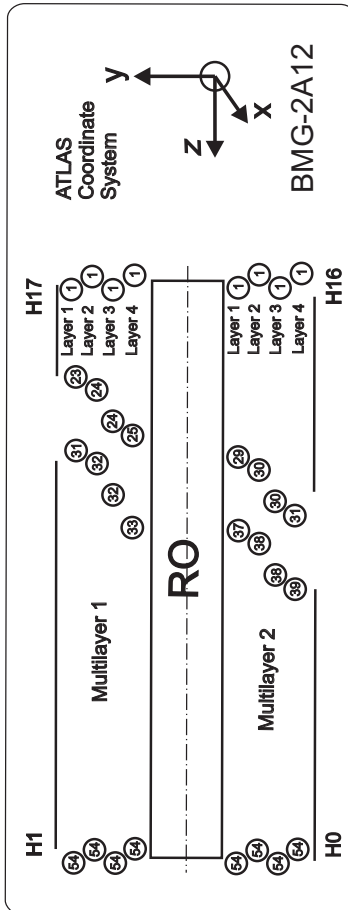 y
ATLAS
Coordinate
System
z
x
BMG-2A12
H17
H16
Layer 1
Layer 2
Layer 3
Layer 4
1
1
1
1
23
24
24
25
31
32
32
33
Multilayer 1
H1
54
54
54
54
RO
Layer 1
Layer 2
Layer 3
Layer 4
1
1
1
1
29
30
30
31
37
38
38
39
Multilayer 2
H0
54
54
54
54